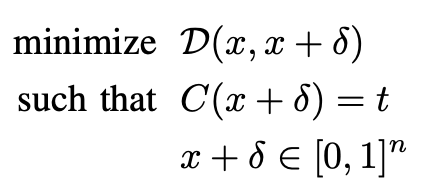 minimize 𝒟(x, x + δ)
such that C(x + δ) = t
x + δ ∈ [0, 1]ⁿ